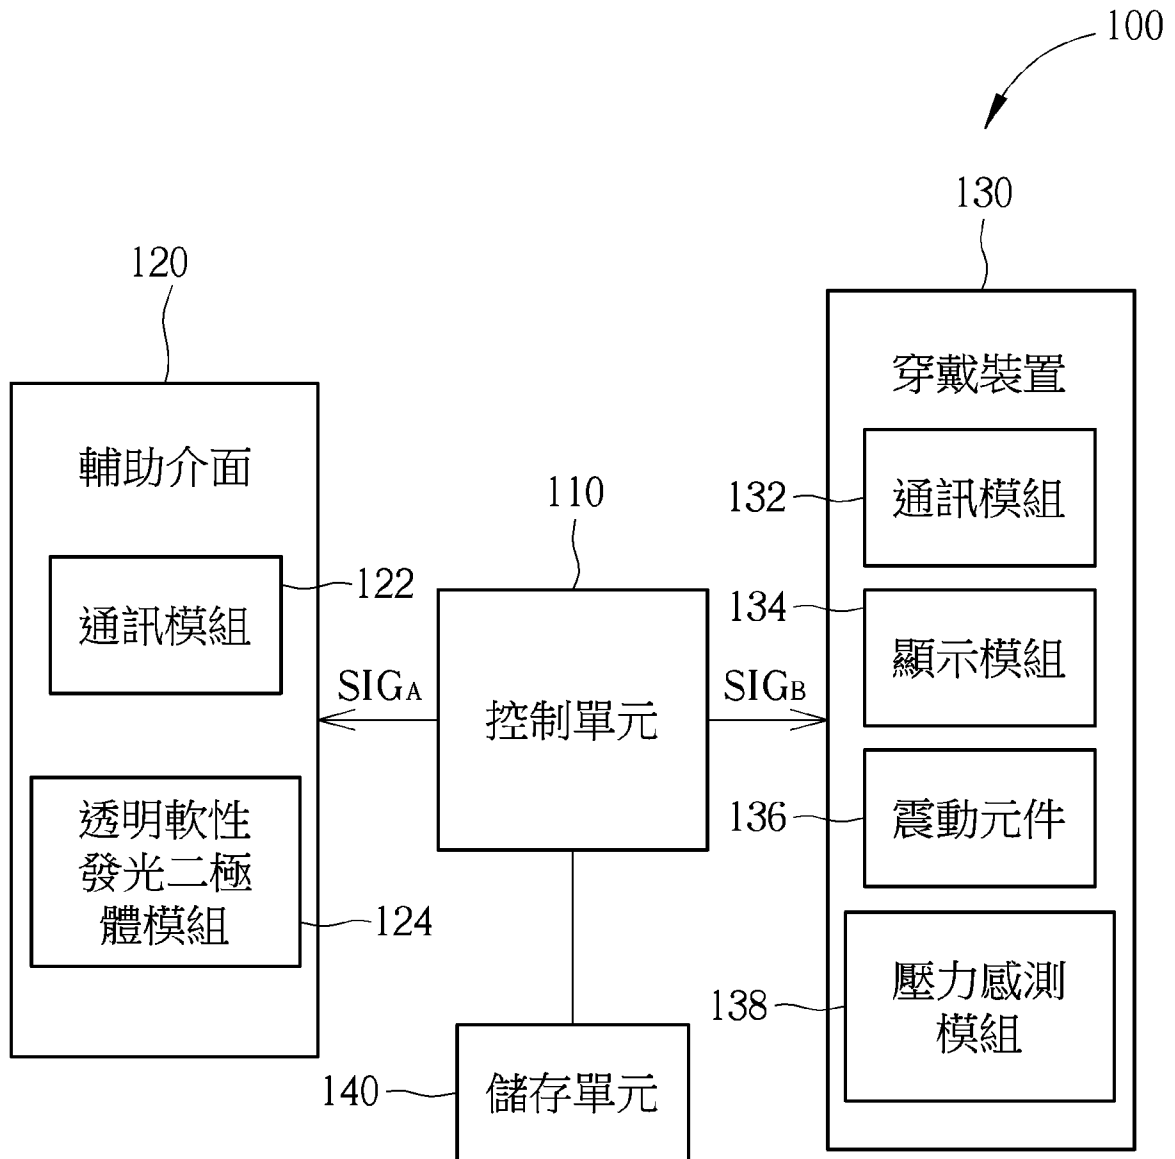 100
130
120
穿戴裝置
輔助介面
110
132
通訊模組
122
通訊模組
134
顯示模組
SIGA
控制單元
SIGB
136
震動元件
透明軟性
發光二極
體模組
124
138
壓力感測
模組
140
儲存單元